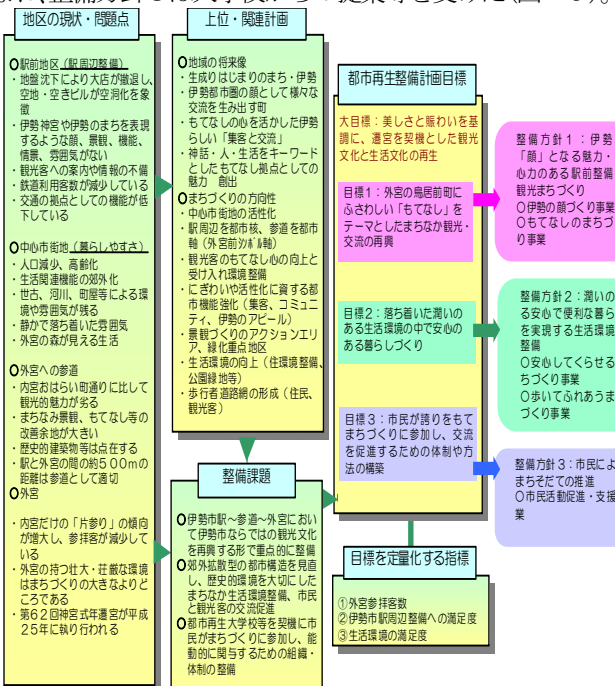 地区の現状・問題点
○駅前地区（駅周辺整備）
・地盤沈下により大店が撤退し、
空地・空きビルが空洞化を象
徴
・伊勢神宮や伊勢のまちを表現
するような顔、景観、機能、
情景、雰囲気がない
・観光客への案内や情報の不備
・鉄道利用客数が減少している
・交通の拠点としての機能が低
下している
○中心市街地（暮らしやすさ）
・人口減少、高齢化
・生活関連機能の郊外化
・世古、河川、町屋等による環
境や雰囲気が残る
・静かで落ち着いた雰囲気
・外宮の森が見える生活
○外宮への参道
・内宮おはらい町通りに比して
観光的魅力が劣る
・まちなみ景観、もてなし等の
改善余地が大きい
・歴史的建築物等は点在する
・駅と外宮の間の約５００ｍの
距離は参道として適切
○外宮
・内宮だけの「片参り」の傾向
が増大し、参拝客が減少して
いる
・外宮の持つ壮大・荘厳な環境
はまちづくりの大きなよりど
ころである
・第６２回神宮式年遷宮が平成
２５年に執り行われる
上位・関連計画
○地域の将来像
・生成りはじまりのまち・伊勢
・伊勢都市圏の顔として様々な
交流を生み出す町
・もてなしの心を活かした伊勢
らしい「集客と交流」
・神話・人・生活をキーワード
としたもてなし拠点としての
魅力　創出
○まちづくりの方向性
・中心市街地の活性化
・駅周辺を都市核、参道を都市
軸（外宮前ｼﾝﾎﾞﾙ軸）
・観光客のもてなし心の向上と
受け入れ環境整備
・にぎわいや活性化に資する都
市機能強化（集客、コミュニ
ティ、伊勢のアピール）
・景観づくりのアクションエリ
ア、緑化重点地区
・生活環境の向上（住環境整備、
公園緑地等）
・歩行者道路網の形成（住民、
観光客）
整備課題
○伊勢市駅～参道～外宮におい
て伊勢市ならではの観光文化
を再興する形で重点的に整備
○郊外拡散型の都市構造を見直
し、歴史的環境を大切にした
まちなか生活環境整備、市民
と観光客の交流促進
○都市再生大学校等を契機に市
民がまちづくりに参加し、能
動的に関与するための組織・
体制の整備
都市再生整備計画目標
大目標：美しさと賑わいを基
調に、遷宮を契機とした観光
文化と生活文化の再生
目標１：外宮の鳥居前町に
ふさわしい「もてなし」を
テーマとしたまちなか観光・
交流の再興
目標２：落ち着いた潤いの
ある生活環境の中で安心の
ある暮らしづくり
目標３：市民が誇りをもて
まちづくりに参加し、交流
を促進するための体制や方
法の構築
目標を定量化する指標
①外宮参拝客数
②伊勢市駅周辺整備への満足度
③生活環境の満足度
整備方針１：伊勢
「顔」となる魅力・
心力のある駅前整備
観光まちづくり
○伊勢の顔づくり事業
○もてなしのまちづ
り事業
整備方針２：潤いの
る安心で便利な暮ら
を実現する生活環境
整備
○安心してくらせる
ちづくり事業
○歩いてふれあうま
づくり事業
整備方針３：市民によ
まちそだての推進
○市民活動促進・支援
業